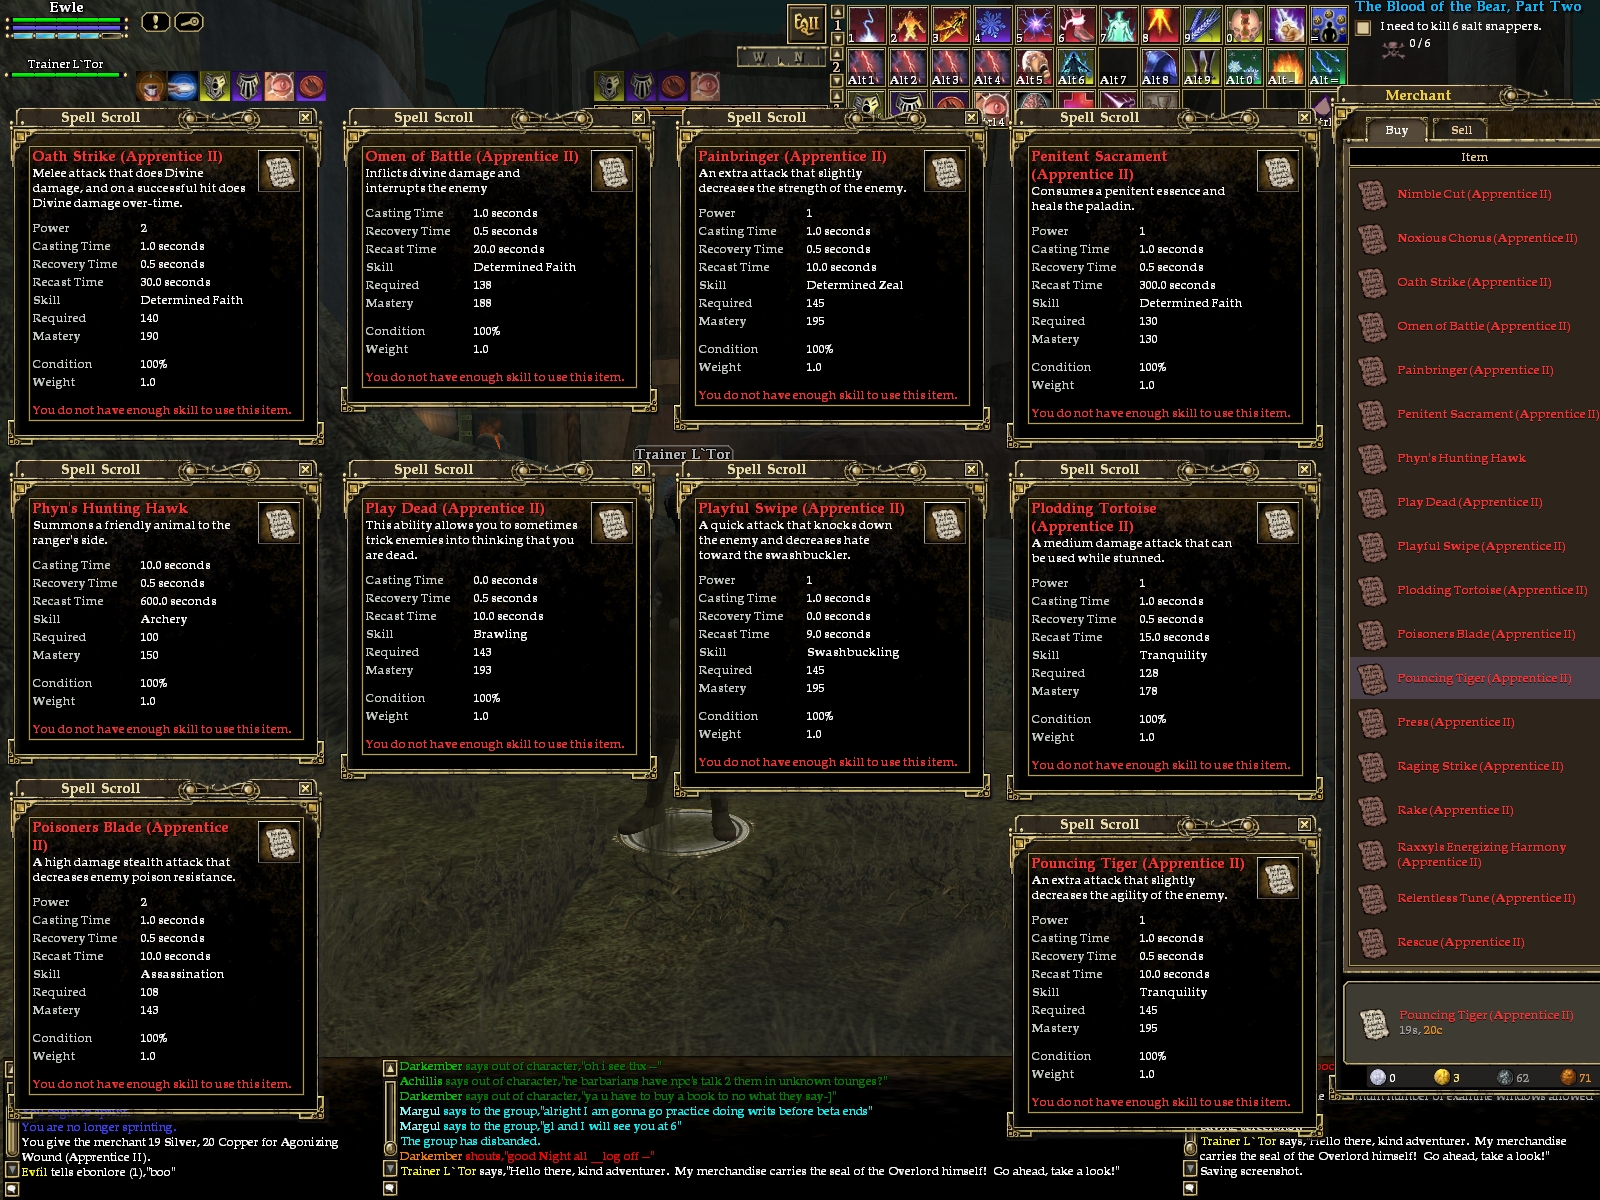 Ewle
Trainer L`Tor
EQII
W N
1
2
1 2 3 4 5 6 7 8 9 0 - =
Alt1 Alt2 Alt3 Alt4 Alt5 Alt6 Alt7 Alt8 Alt9 Alt0 Alt- Alt=
The Blood of the Bear, Part Two
I need to kill 6 salt snappers.
0/6
Spell Scroll
Oath Strike (Apprentice II)
Melee attack that does Divine
damage, and on a successful hit does
Divine damage over-time.
Power 2
Casting Time 1.0 seconds
Recovery Time 0.5 seconds
Recast Time 30.0 seconds
Skill Determined Faith
Required 140
Mastery 190
Condition 100%
Weight 1.0
You do not have enough skill to use this item.
Spell Scroll
Omen of Battle (Apprentice II)
Inflicts divine damage and
interrupts the enemy
Casting Time 1.0 seconds
Recovery Time 0.5 seconds
Recast Time 20.0 seconds
Skill Determined Faith
Required 138
Mastery 188
Condition 100%
Weight 1.0
You do not have enough skill to use this item.
Spell Scroll
Painbringer (Apprentice II)
An extra attack that slightly
decreases the strength of the enemy.
Power 1
Casting Time 1.0 seconds
Recovery Time 0.5 seconds
Recast Time 10.0 seconds
Skill Determined Zeal
Required 145
Mastery 195
Condition 100%
Weight 1.0
You do not have enough skill to use this item.
Spell Scroll
Penitent Sacrament
(Apprentice II)
Consumes a penitent essence and
heals the paladin.
Power 1
Casting Time 1.0 seconds
Recovery Time 0.5 seconds
Recast Time 300.0 seconds
Skill Determined Faith
Required 130
Mastery 130
Condition 100%
Weight 1.0
You do not have enough skill to use this item.
Trainer L`Tor
Spell Scroll
Phyn's Hunting Hawk
Summons a friendly animal to the
ranger's side.
Casting Time 10.0 seconds
Recovery Time 0.5 seconds
Recast Time 600.0 seconds
Skill Archery
Required 100
Mastery 150
Condition 100%
Weight 1.0
You do not have enough skill to use this item.
Spell Scroll
Play Dead (Apprentice II)
This ability allows you to sometimes
trick enemies into thinking that you
are dead.
Casting Time 0.0 seconds
Recovery Time 0.5 seconds
Recast Time 10.0 seconds
Skill Brawling
Required 143
Mastery 193
Condition 100%
Weight 1.0
You do not have enough skill to use this item.
Spell Scroll
Playful Swipe (Apprentice II)
A quick attack that knocks down
the enemy and decreases hate
toward the swashbuckler.
Power 1
Casting Time 1.0 seconds
Recovery Time 0.0 seconds
Recast Time 9.0 seconds
Skill Swashbuckling
Required 145
Mastery 195
Condition 100%
Weight 1.0
You do not have enough skill to use this item.
Spell Scroll
Plodding Tortoise
(Apprentice II)
A medium damage attack that can
be used while stunned.
Power 1
Casting Time 1.0 seconds
Recovery Time 0.5 seconds
Recast Time 15.0 seconds
Skill Tranquility
Required 128
Mastery 178
Condition 100%
Weight 1.0
You do not have enough skill to use this item.
Spell Scroll
Poisoners Blade (Apprentice
II)
A high damage stealth attack that
decreases enemy poison resistance.
Power 2
Casting Time 1.0 seconds
Recovery Time 0.5 seconds
Recast Time 10.0 seconds
Skill Assassination
Required 108
Mastery 143
Condition 100%
Weight 1.0
You do not have enough skill to use this item.
Spell Scroll
Pouncing Tiger (Apprentice II)
An extra attack that slightly
decreases the agility of the enemy.
Power 1
Casting Time 1.0 seconds
Recovery Time 0.5 seconds
Recast Time 10.0 seconds
Skill Tranquility
Required 145
Mastery 195
Condition 100%
Weight 1.0
You do not have enough skill to use this item.
Merchant
Buy Sell
Item
Nimble Cut (Apprentice II)
Noxious Chorus (Apprentice II)
Oath Strike (Apprentice II)
Omen of Battle (Apprentice II)
Painbringer (Apprentice II)
Penitent Sacrament (Apprentice II)
Phyn's Hunting Hawk
Play Dead (Apprentice II)
Playful Swipe (Apprentice II)
Plodding Tortoise (Apprentice II)
Poisoners Blade (Apprentice II)
Pouncing Tiger (Apprentice II)
Press (Apprentice II)
Raging Strike (Apprentice II)
Rake (Apprentice II)
Raxxyls Energizing Harmony
(Apprentice II)
Relentless Tune (Apprentice II)
Rescue (Apprentice II)
Pouncing Tiger (Apprentice II)
19s, 20c
0 3 62 71
You are no longer sprinting.
You give the merchant 19 Silver, 20 Copper for Agonizing
Wound (Apprentice II).
Evfil tells ebonlore (1),"boo"
Darkember says out of character,"oh i see thx--"
Achillis says out of character,"ne barbarians have npc's talk 2 them in unknown tounges?"
Darkember says out of character,"ya u have to buy a book to no what they say-]"
Margul says to the group,"alright I am gonna go practice doing writs before beta ends"
Margul says to the group,"gl and I will see you at 6"
The group has disbanded.
Darkember shouts,"good Night all __log off --"
Trainer L`Tor says,"Hello there, kind adventurer. My merchandise carries the seal of the Overlord himself! Go ahead, take a look!"
number of examine windows allowed
Trainer L`Tor says,"Hello there, kind adventurer. My merchandise
carries the seal of the Overlord himself! Go ahead, take a look!"
Saving screenshot.